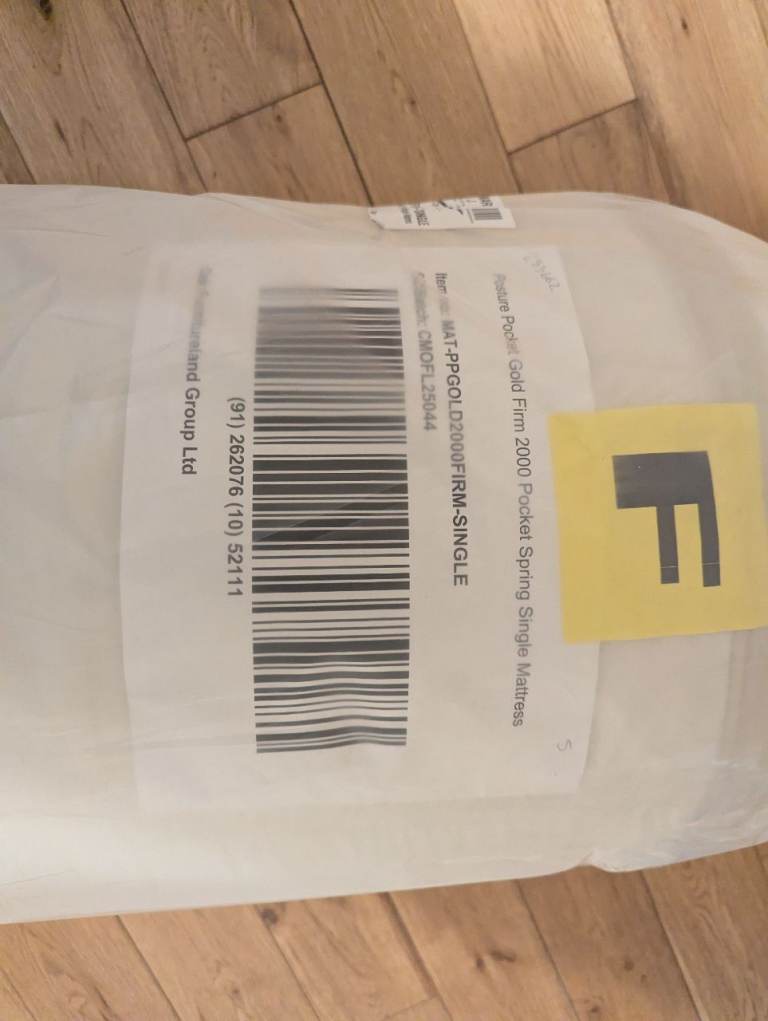 F
Posture Pocket Gold Firm 2000 Pocket Spring Single Mattress
Item MAT-PPGOLD2000FIRM-SINGLE
CMOFL25044
(91) 262076 (10) 52111
Group Ltd
S